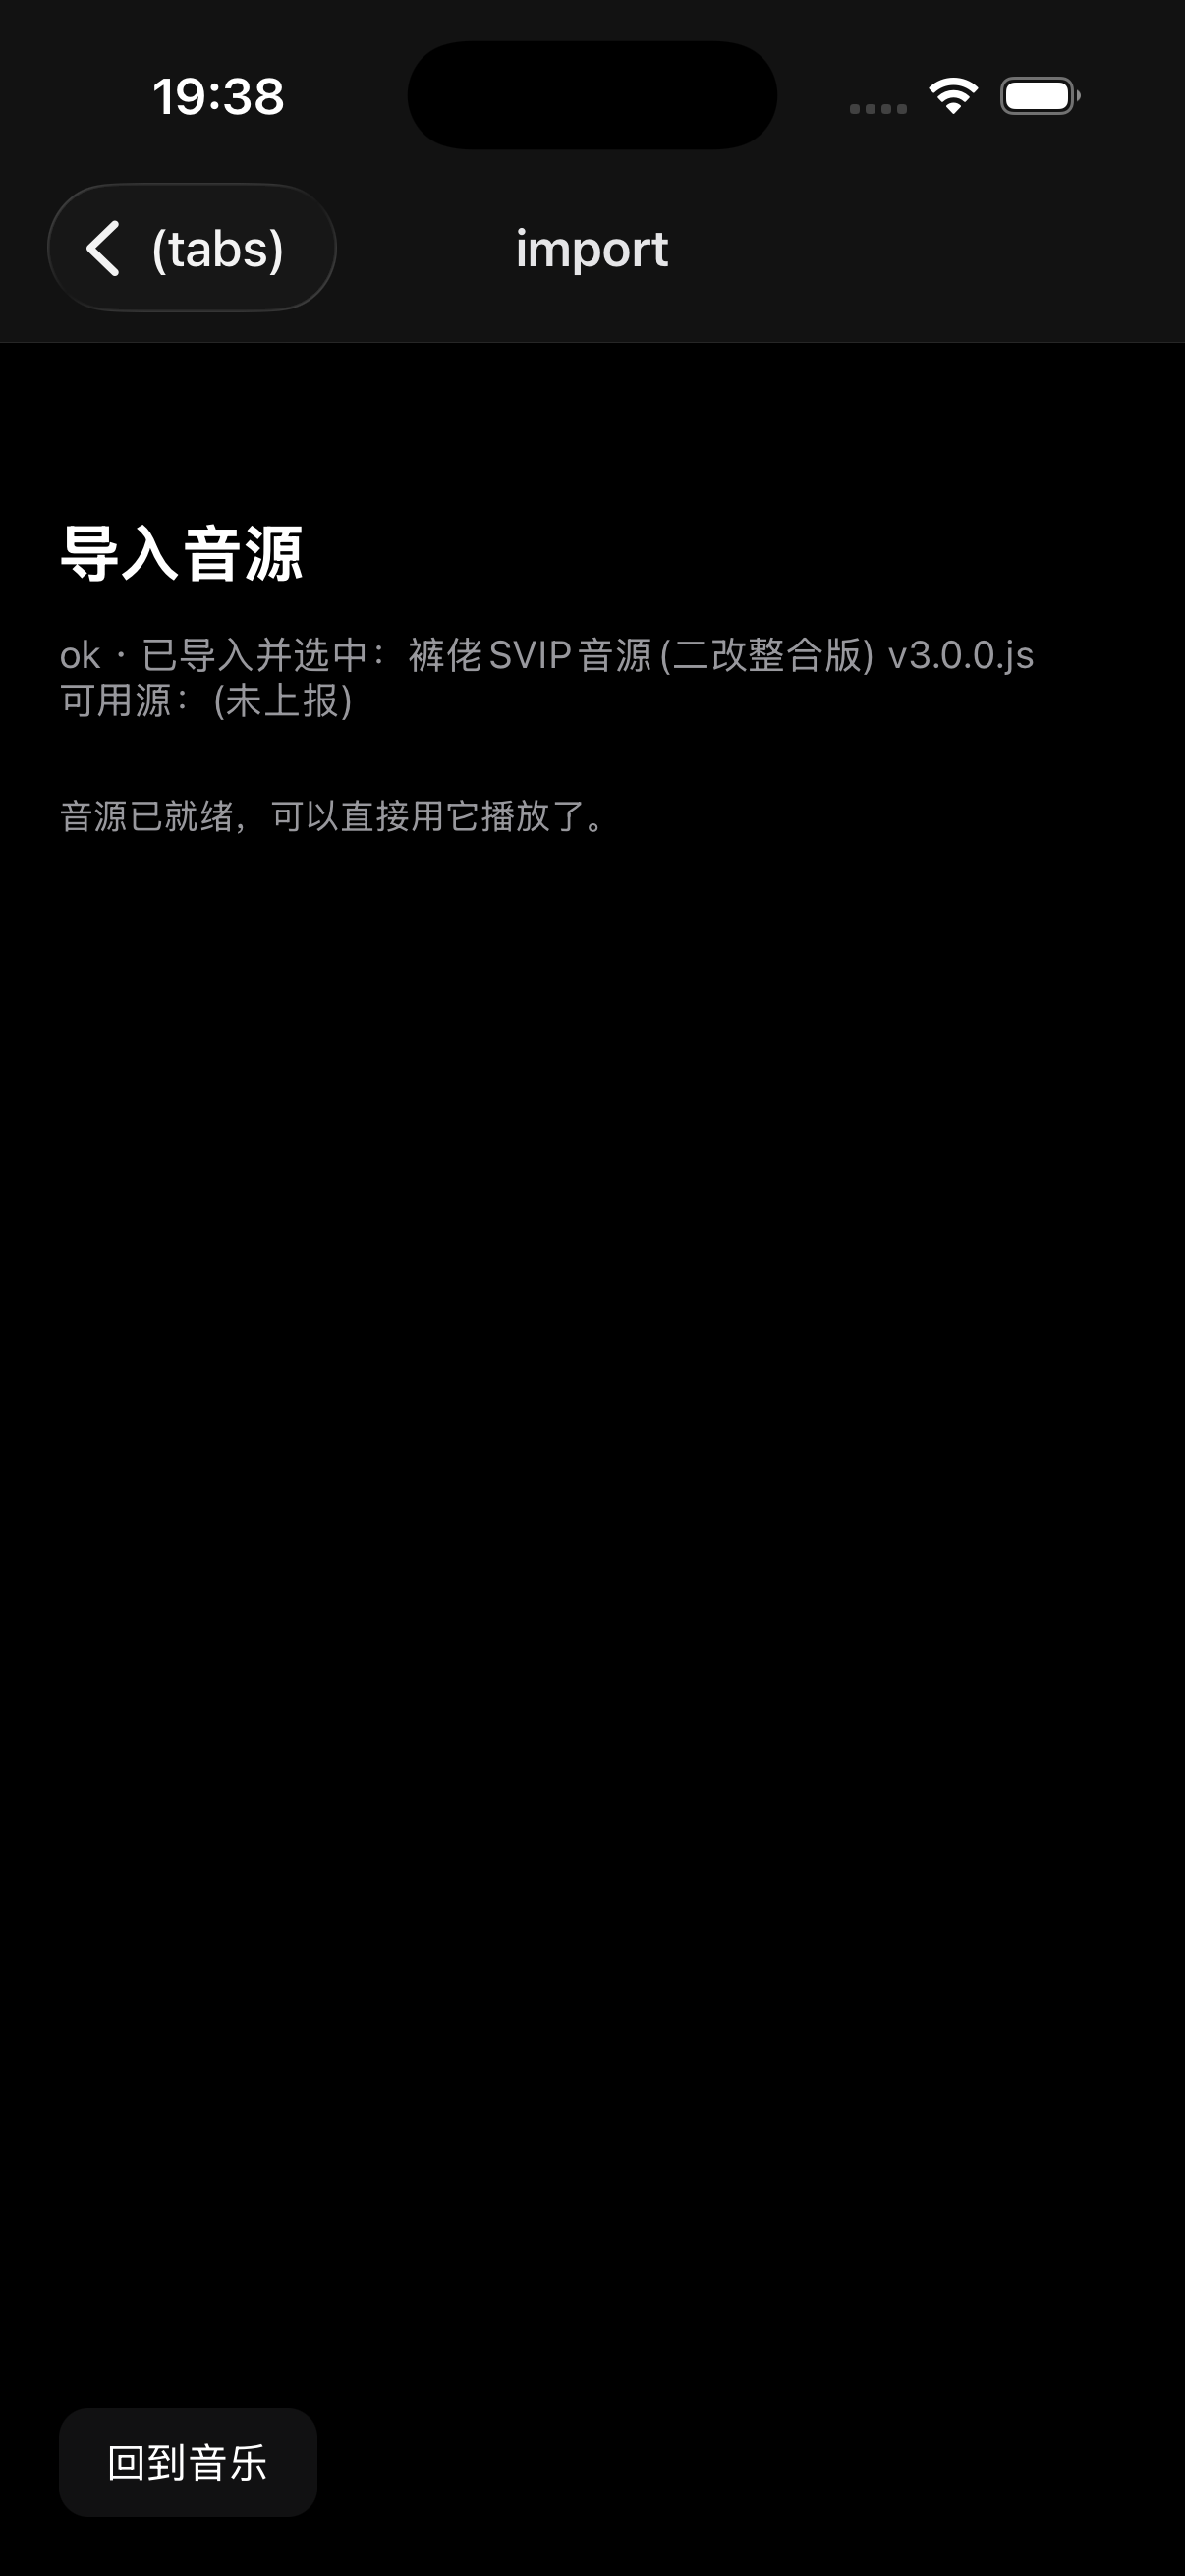 19:38
(tabs)
import
导入音源
ok · 已导入并选中：裤佬SVIP音源(二改整合版) v3.0.0.js
可用源：(未上报)
音源已就绪，可以直接用它播放了。
回到音乐